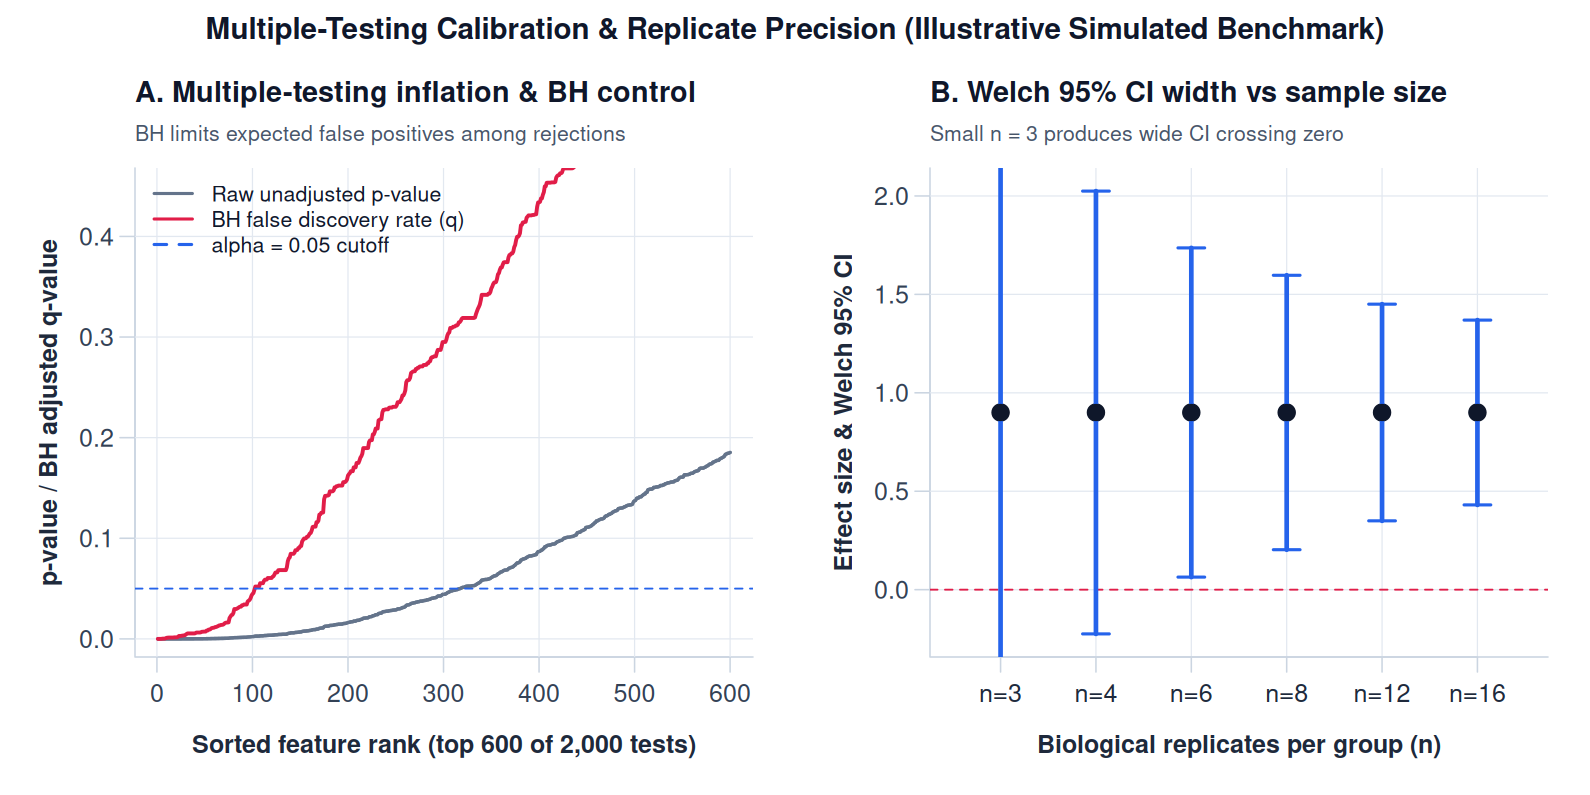 Multiple-Testing Calibration & Replicate Precision (Illustrative Simulated Benchmark)
A. Multiple-testing inflation & BH control
BH limits expected false positives among rejections
Raw unadjusted p-value
BH false discovery rate (q)
alpha = 0.05 cutoff
p-value / BH adjusted q-value
0.4
0.3
0.2
0.1
0.0
0 100 200 300 400 500 600
Sorted feature rank (top 600 of 2,000 tests)
B. Welch 95% CI width vs sample size
Small n = 3 produces wide CI crossing zero
Effect size & Welch 95% CI
2.0
1.5
1.0
0.5
0.0
n=3 n=4 n=6 n=8 n=12 n=16
Biological replicates per group (n)